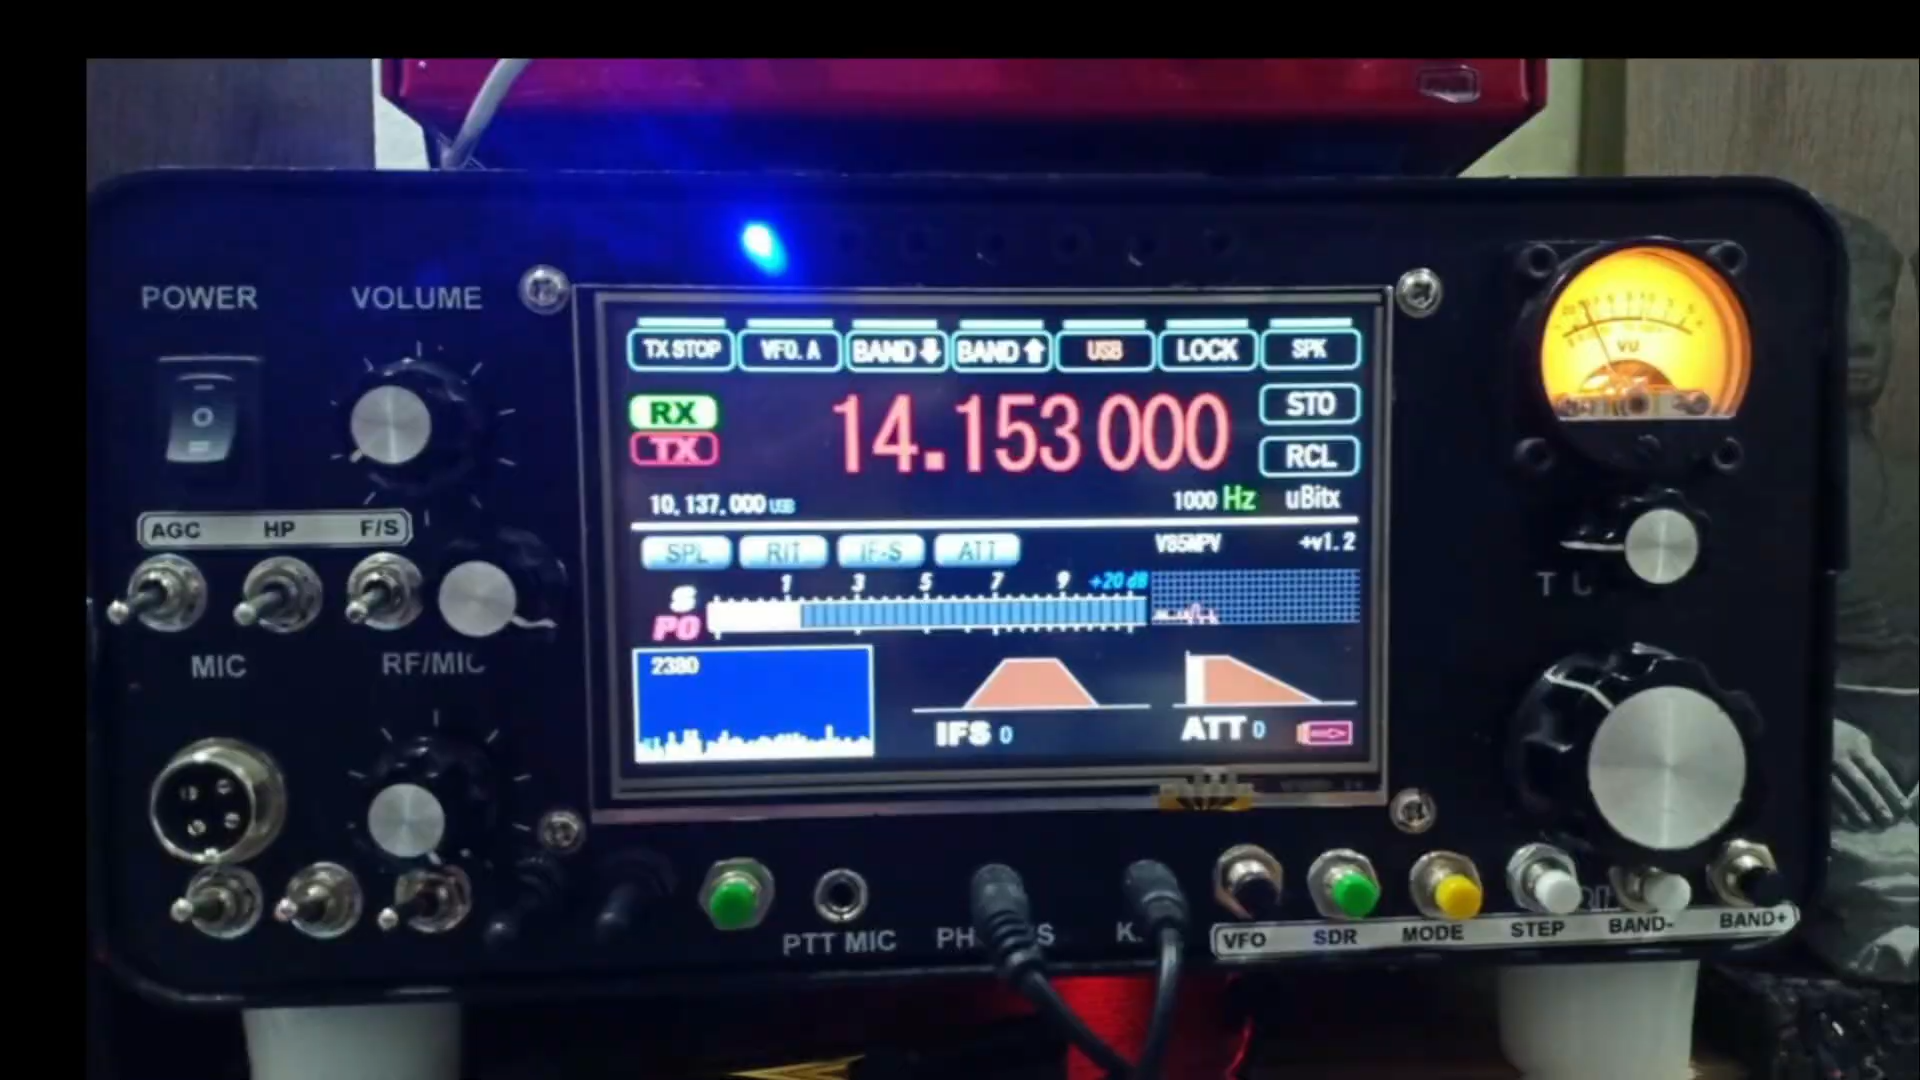 POWER
VOLUME
AGC HP F/S
MIC
RF/MIC
TX STOP VFO. A BAND⬇ BAND⬆ USB LOCK SPK
RX
TX
14.153 000
STO
RCL
10,137,000 USB
1000 Hz uBitx
SPL RIT IF-S ATT
V85MPV +v1.2
1 3 5 7 9 +20 dB
S
PO
2380
IFS 0
ATT 0
VU
PTT MIC
VFO SDR MODE STEP BAND- BAND+